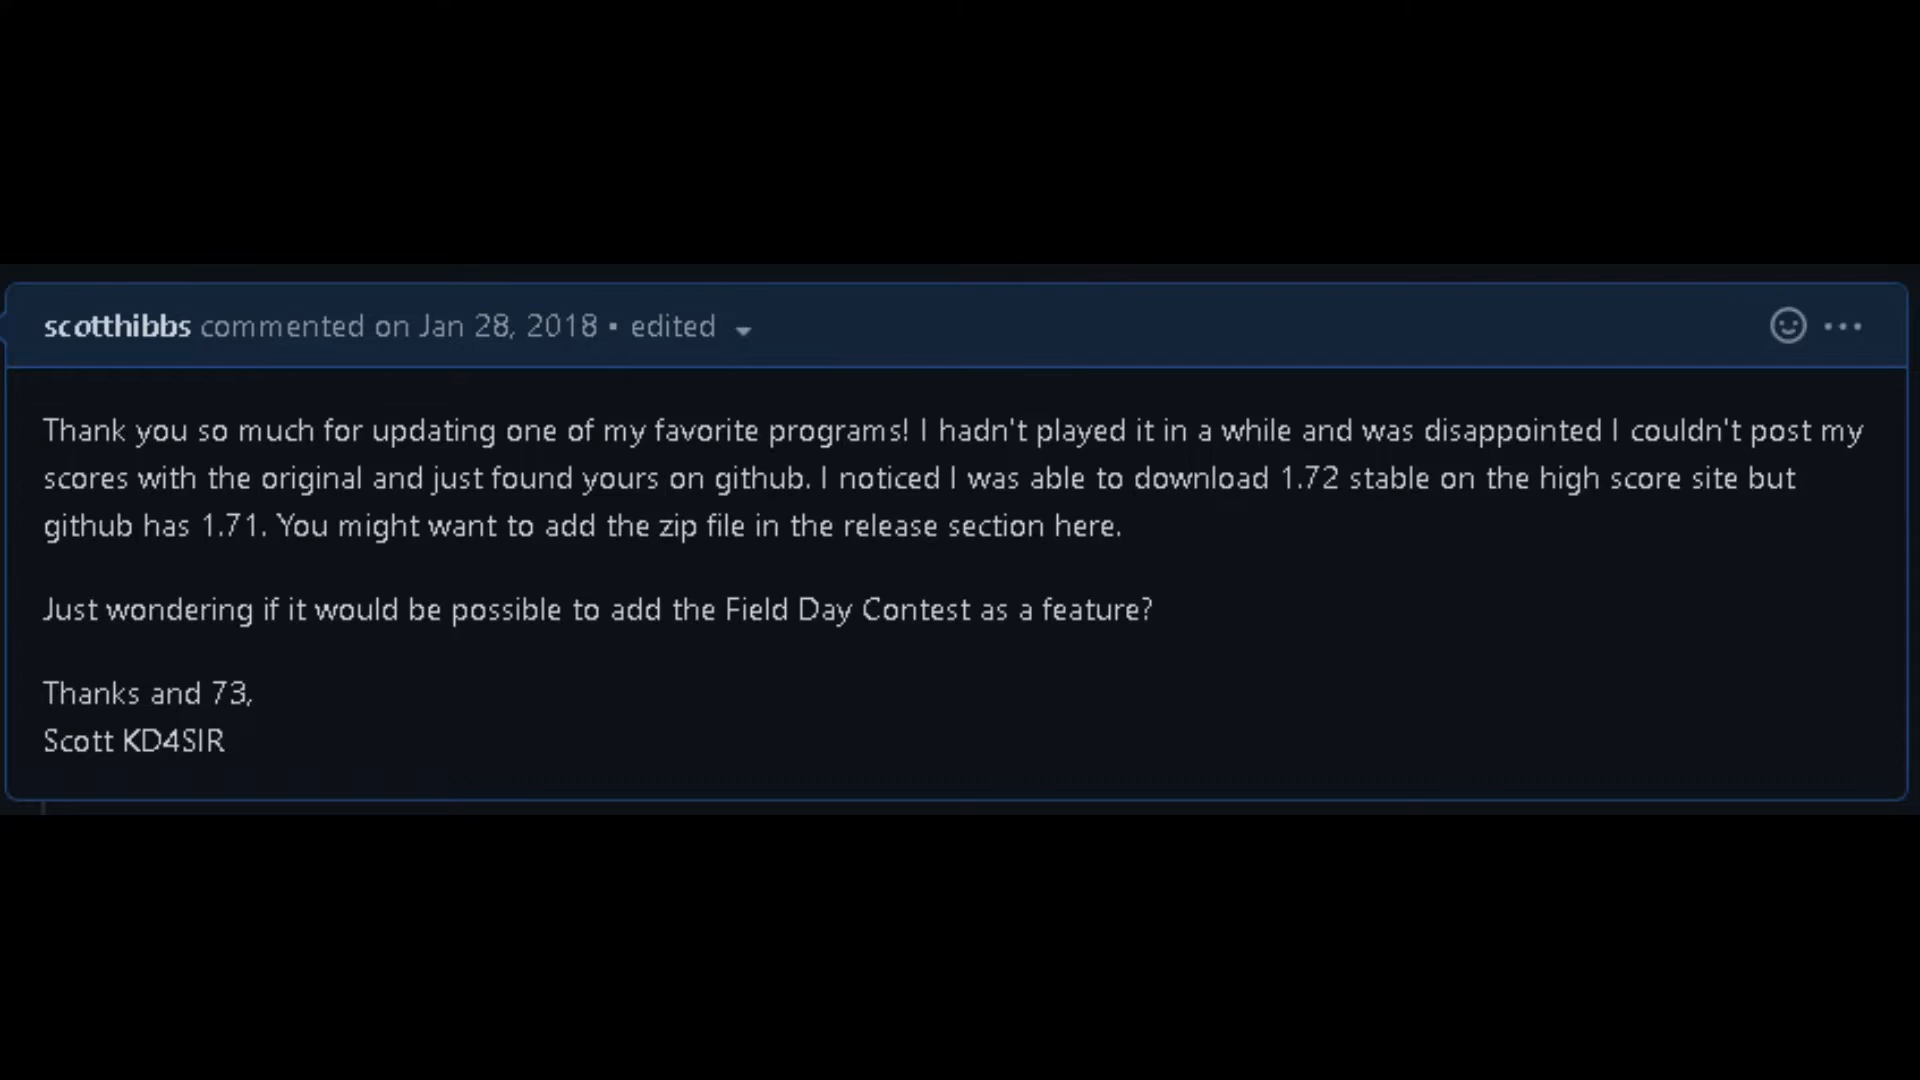 scotthibbs commented on Jan 28, 2018 • edited
Thank you so much for updating one of my favorite programs! I hadn't played it in a while and was disappointed I couldn't post my
scores with the original and just found yours on github. I noticed I was able to download 1.72 stable on the high score site but
github has 1.71. You might want to add the zip file in the release section here.
Just wondering if it would be possible to add the Field Day Contest as a feature?
Thanks and 73,
Scott KD4SIR